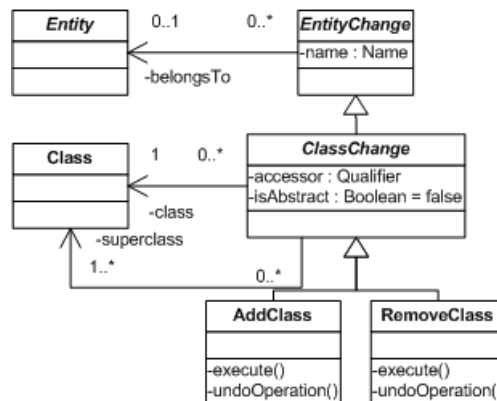 Entity
0..1
0..*
EntityChange
-name : Name
-belongsTo
Class
1
0..*
ClassChange
-accessor : Qualifier
-isAbstract : Boolean = false
-class
-superclass
1..*
0..*
AddClass
RemoveClass
-execute()
-undoOperation()
-execute()
-undoOperation()